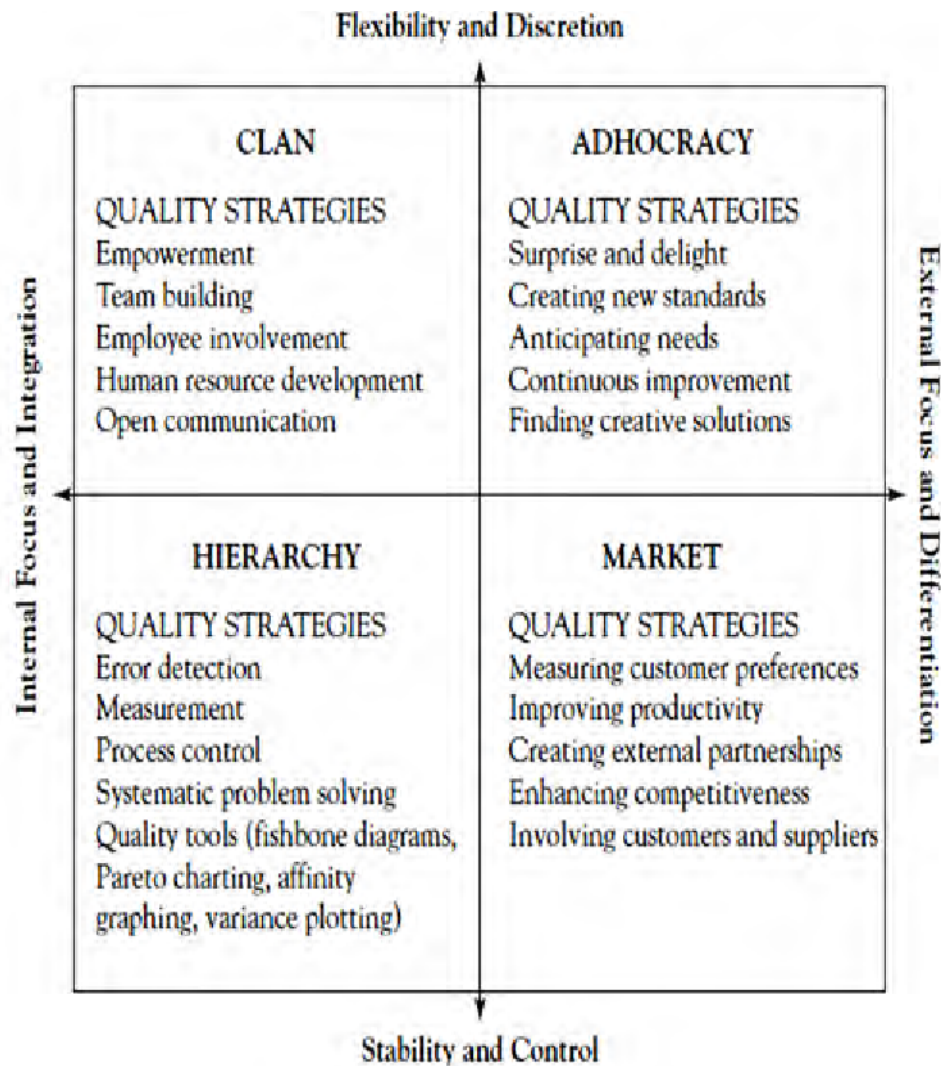 Flexibility and Discretion
CLAN
QUALITY STRATEGIES
Empowerment
Team building
Employee involvement
Human resource development
Open communication
ADHOCRACY
QUALITY STRATEGIES
Surprise and delight
Creating new standards
Anticipating needs
Continuous improvement
Finding creative solutions
Internal Focus and Integration
External Focus and Differentiation
HIERARCHY
QUALITY STRATEGIES
Error detection
Measurement
Process control
Systematic problem solving
Quality tools (fishbone diagrams,
Pareto charting, affinity
graphing, variance plotting)
MARKET
QUALITY STRATEGIES
Measuring customer preferences
Improving productivity
Creating external partnerships
Enhancing competitiveness
Involving customers and suppliers
Stability and Control